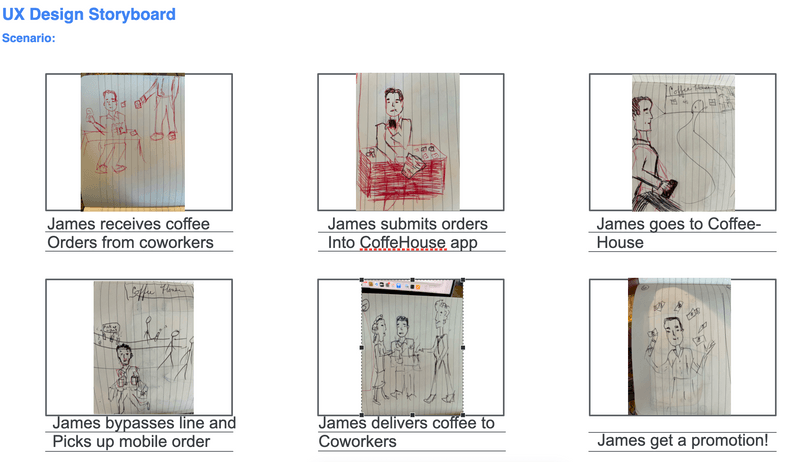 UX Design Storyboard
Scenario:
Coffee
House
James receives coffee
Orders from coworkers
James submits orders
Into CoffeHouse app
James goes to Coffee-
House
Coffee House
James bypasses line and
Picks up mobile order
James delivers coffee to
Coworkers
James get a promotion!